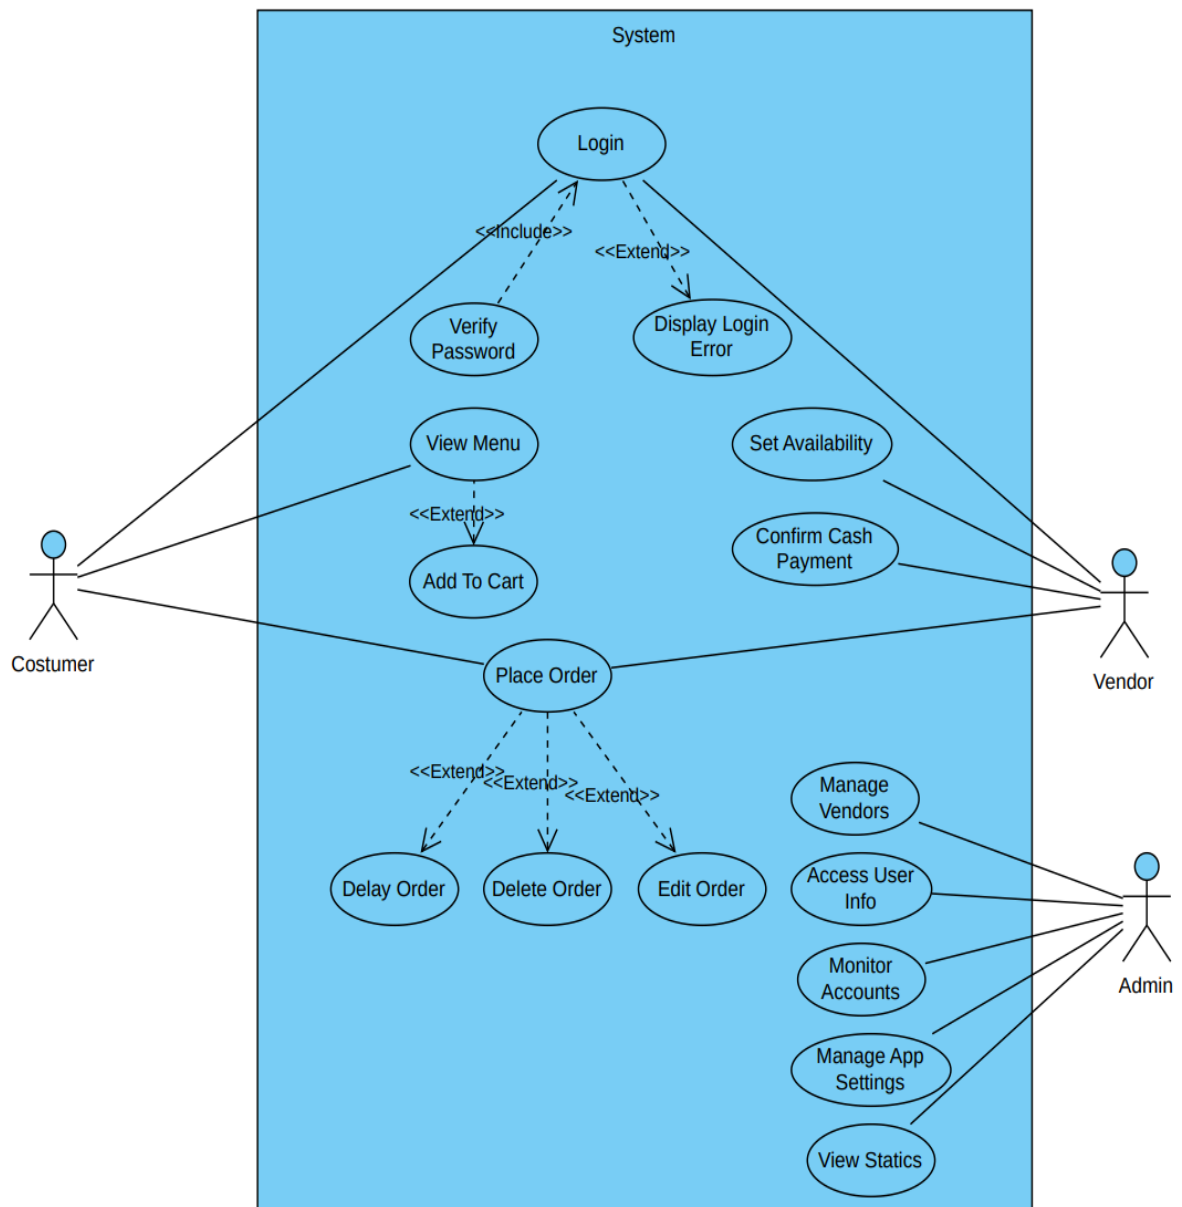 System
Login
<<Include>>
<<Extend>>
Verify
Password
Display Login
Error
View Menu
Set Availability
<<Extend>>
Confirm Cash
Payment
Add To Cart
Costumer
Vendor
Place Order
<<Extend>>
<<Extend>>
<<Extend>>
Manage
Vendors
Delay Order
Delete Order
Edit Order
Access User
Info
Monitor
Accounts
Admin
Manage App
Settings
View Statics